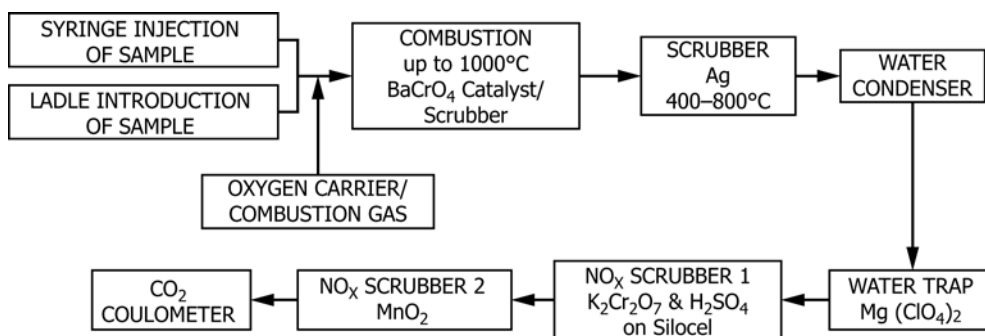 SYRINGE INJECTION
OF SAMPLE
LADLE INTRODUCTION
OF SAMPLE
OXYGEN CARRIER/
COMBUSTION GAS
COMBUSTION
up to 1000°C
BaCrO₄ Catalyst/
Scrubber
SCRUBBER
Ag
400–800°C
WATER
CONDENSER
WATER TRAP
Mg (ClO₄)₂
NOₓ SCRUBBER 1
K₂Cr₂O₇ & H₂SO₄
on Silocel
NOₓ SCRUBBER 2
MnO₂
CO₂
COULOMETER